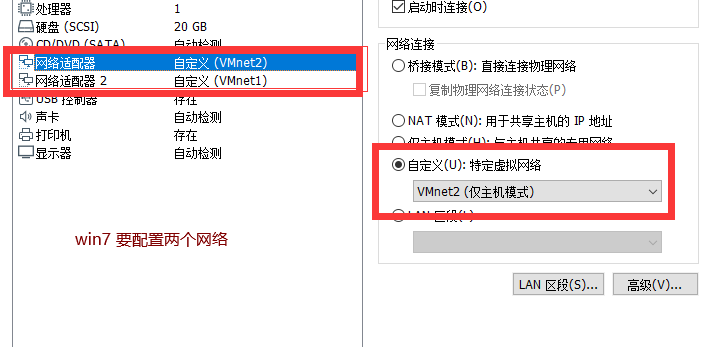 处理器 1
硬盘 (SCSI) 20 GB
CD/DVD (SATA) 自动检测
网络适配器 自定义 (VMnet2)
网络适配器 2 自定义 (VMnet1)
USB 控制器 存在
声卡 自动检测
打印机 存在
显示器 自动检测
win7 要配置两个网络
启动时连接(O)
网络连接
桥接模式(B): 直接连接物理网络
复制物理网络连接状态(P)
NAT 模式(N): 用于共享主机的 IP 地址
仅主机模式(H): 与主机共享的专用网络
自定义(U): 特定虚拟网络
VMnet2 (仅主机模式)
LAN 区段(L)
LAN 区段(S)... 高级(V)...